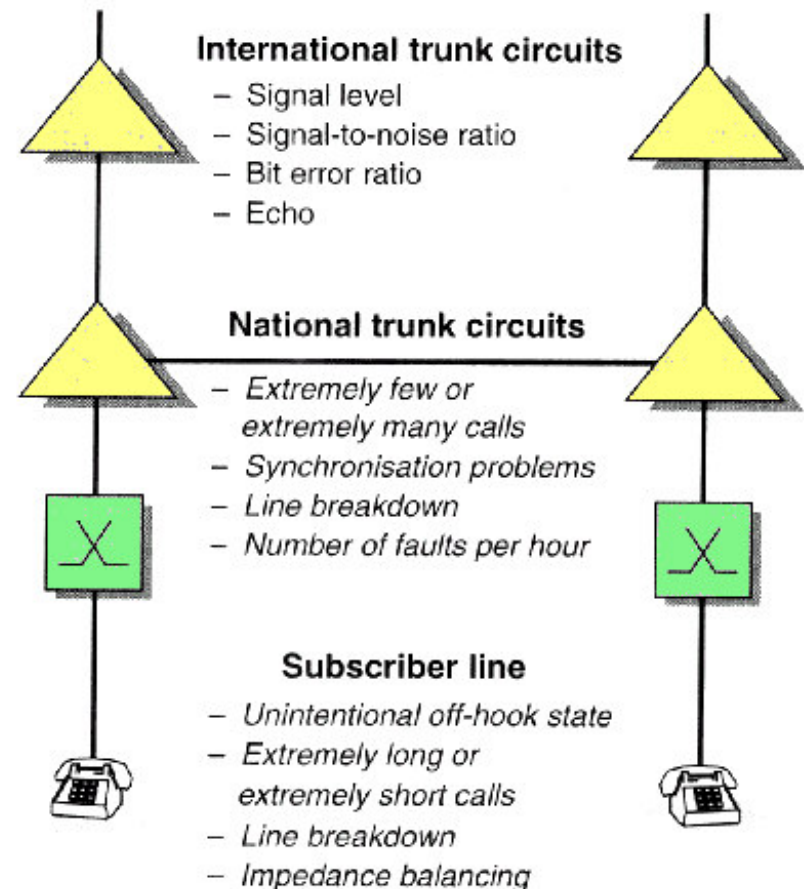 International trunk circuits
– Signal level
– Signal-to-noise ratio
– Bit error ratio
– Echo
National trunk circuits
– Extremely few or
extremely many calls
– Synchronisation problems
– Line breakdown
– Number of faults per hour
Subscriber line
– Unintentional off-hook state
– Extremely long or
extremely short calls
– Line breakdown
– Impedance balancing